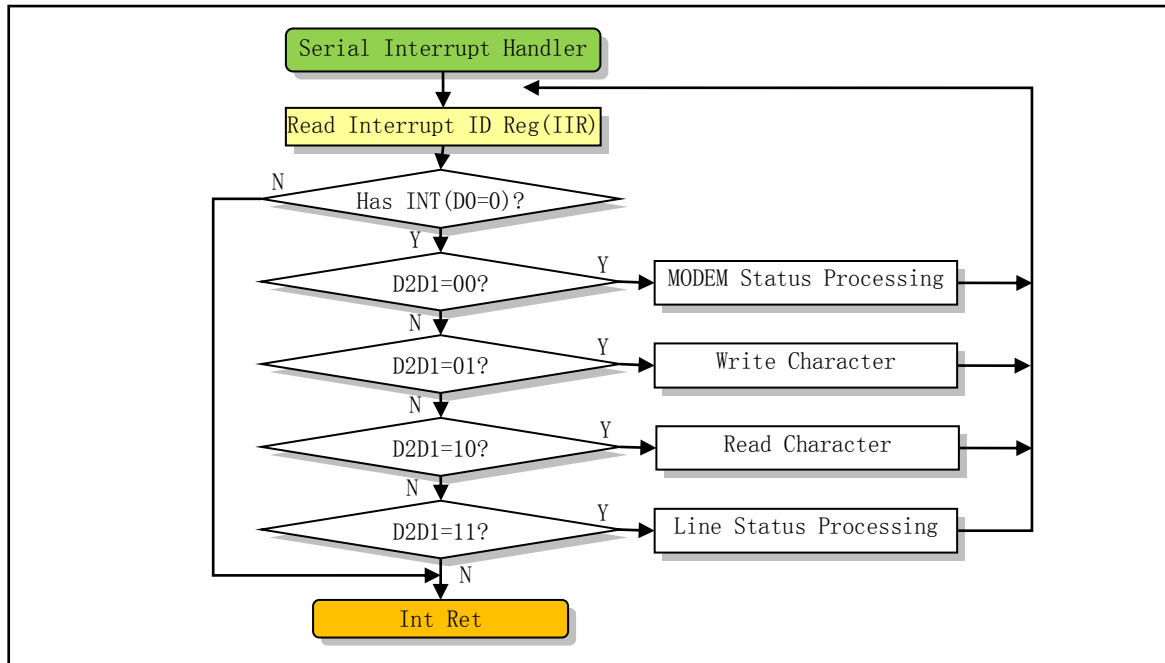 Serial Interrupt Handler
Read Interrupt ID Reg(IIR)
N
Has INT(D0=0)?
Y
D2D1=00?
Y
MODEM Status Processing
N
D2D1=01?
Y
Write Character
N
D2D1=10?
Y
Read Character
N
D2D1=11?
Y
Line Status Processing
N
Int Ret